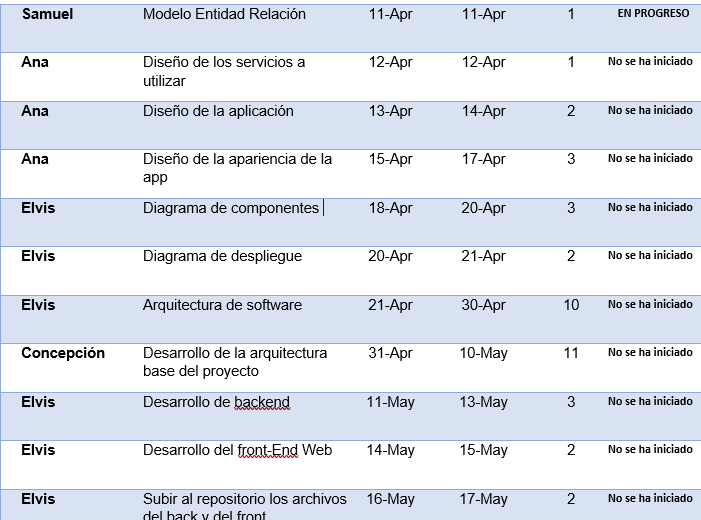 Samuel Modelo Entidad Relación 11-Apr 11-Apr 1 EN PROGRESO
Ana Diseño de los servicios a 12-Apr 12-Apr 1 No se ha iniciado
utilizar
Ana Diseño de la aplicación 13-Apr 14-Apr 2 No se ha iniciado
Ana Diseño de la apariencia de la 15-Apr 17-Apr 3 No se ha iniciado
app
Elvis Diagrama de componentes 18-Apr 20-Apr 3 No se ha iniciado
Elvis Diagrama de despliegue 20-Apr 21-Apr 2 No se ha iniciado
Elvis Arquitectura de software 21-Apr 30-Apr 10 No se ha iniciado
Concepción Desarrollo de la arquitectura 31-Apr 10-May 11 No se ha iniciado
base del proyecto
Elvis Desarrollo de backend 11-May 13-May 3 No se ha iniciado
Elvis Desarrollo del front-End Web 14-May 15-May 2 No se ha iniciado
Elvis Subir al repositorio los archivos 16-May 17-May 2 No se ha iniciado
del back y del front